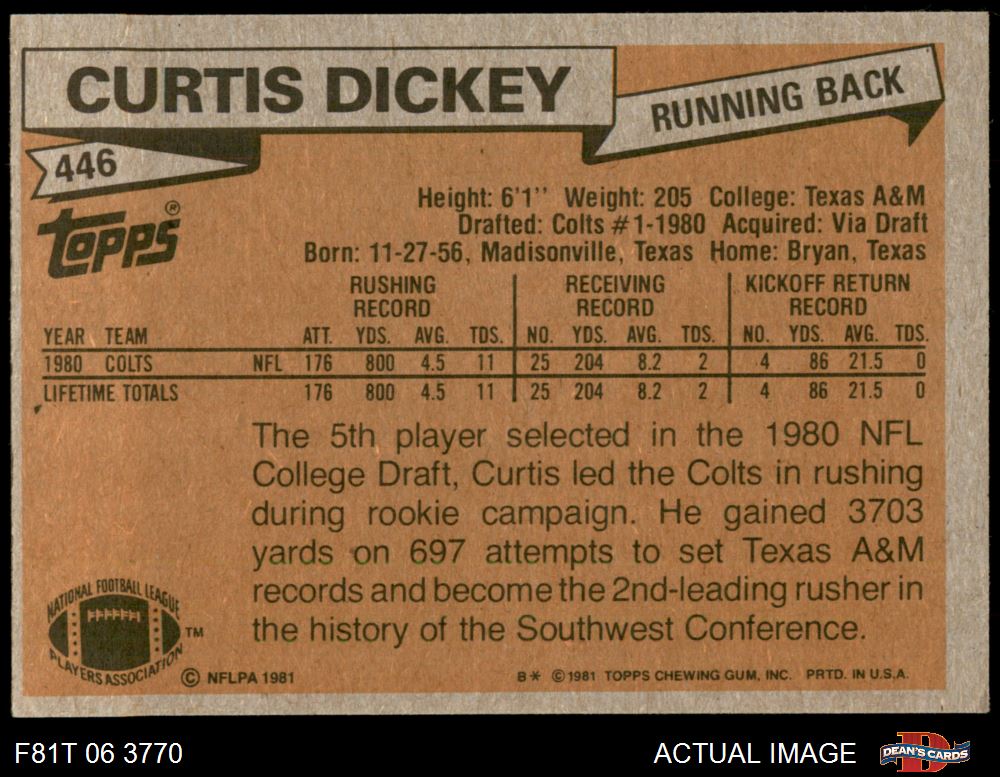 CURTIS DICKEY
RUNNING BACK
446
topps®
Height: 6'1'' Weight: 205 College: Texas A&M
Drafted: Colts #1-1980 Acquired: Via Draft
Born: 11-27-56, Madisonville, Texas Home: Bryan, Texas
RUSHING RECORD RECEIVING RECORD KICKOFF RETURN RECORD
YEAR TEAM ATT. YDS. AVG. TDS. NO. YDS. AVG. TDS. NO. YDS. AVG. TDS.
1980 COLTS NFL 176 800 4.5 11 25 204 8.2 2 4 86 21.5 0
LIFETIME TOTALS 176 800 4.5 11 25 204 8.2 2 4 86 21.5 0
The 5th player selected in the 1980 NFL
College Draft, Curtis led the Colts in rushing
during rookie campaign. He gained 3703
yards on 697 attempts to set Texas A&M
records and become the 2nd-leading rusher in
the history of the Southwest Conference.
NATIONAL FOOTBALL LEAGUE
PLAYERS ASSOCIATION
TM
© NFLPA 1981
B* © 1981 TOPPS CHEWING GUM, INC. PRTD. IN U.S.A.
F81T 06 3770
ACTUAL IMAGE
D
DEAN'S CARDS